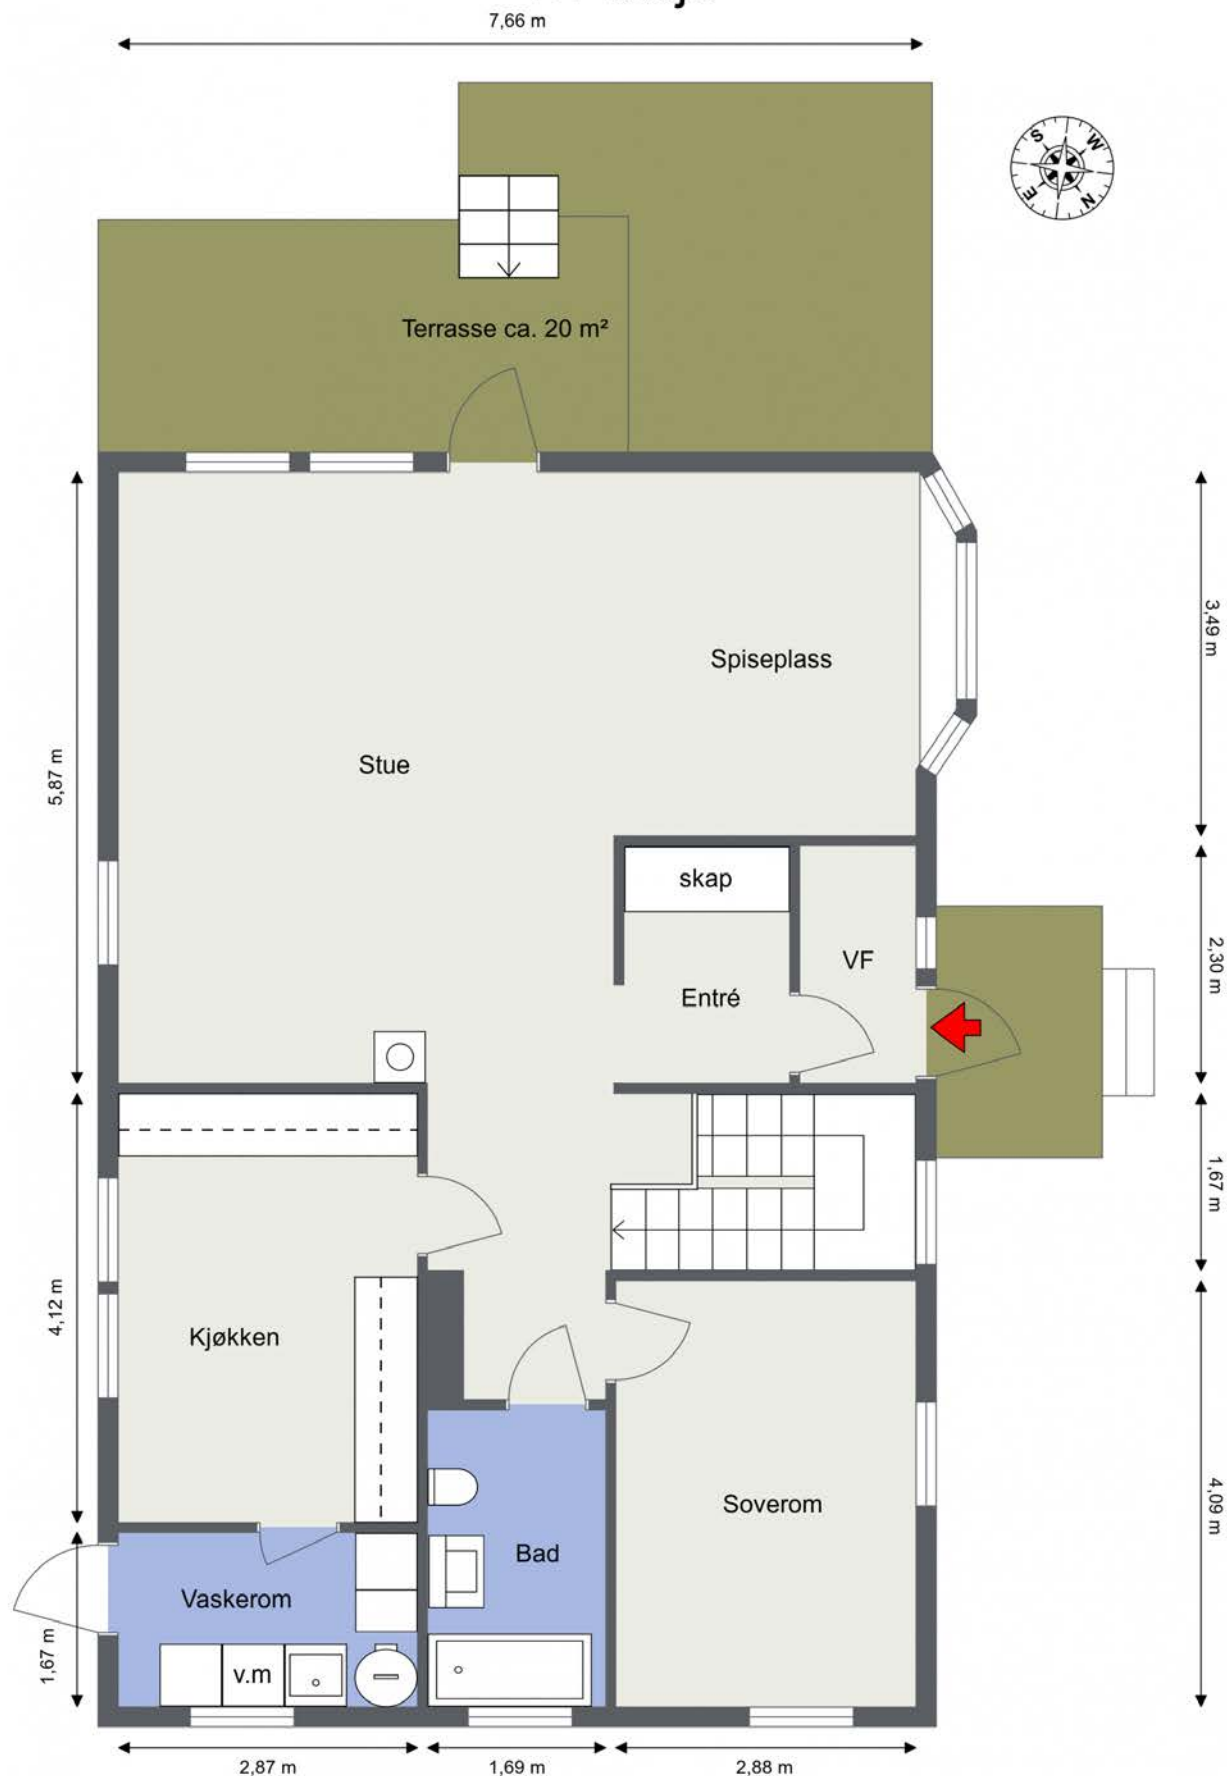 7,66 m
S
W
E
N
Terrasse ca. 20 m²
3,49 m
Spiseplass
5,87 m
Stue
skap
2,30 m
VF
Entré
1,67 m
4,12 m
Kjøkken
4,09 m
Soverom
Bad
Vaskerom
1,67 m
v.m
2,87 m
1,69 m
2,88 m